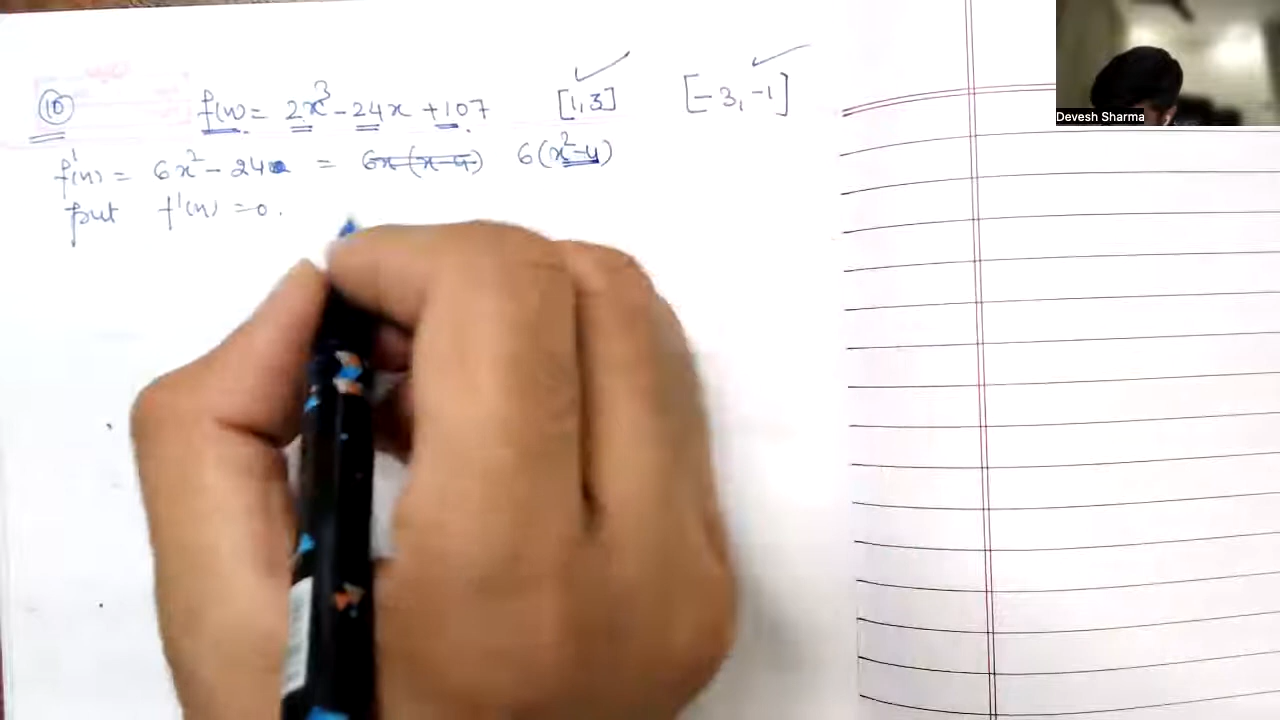 ⑩ f(x) = 2x³ - 24x + 107 [1,3] [-3,-1]
f'(x) = 6x² - 24 = 6x(x-4) 6(x²-4)
put f'(x) = 0.
Devesh Sharma